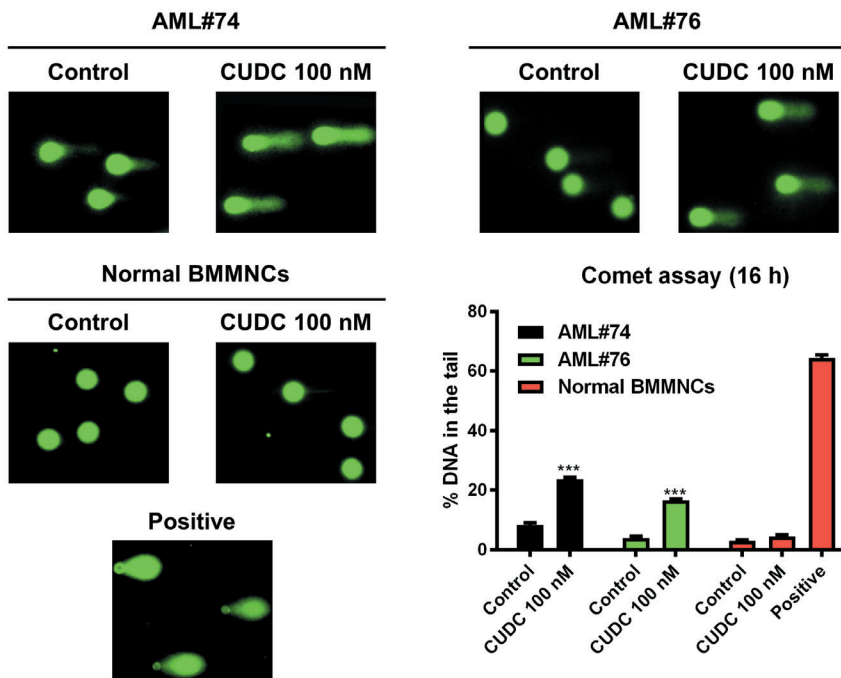 AML#74
Control CUDC 100 nM
AML#76
Control CUDC 100 nM
Normal BMMNCs
Control CUDC 100 nM
Positive
Comet assay (16 h)
% DNA in the tail
80
60
40
20
0
AML#74
AML#76
Normal BMMNCs
***
***
Control
CUDC 100 nM
Control
CUDC 100 nM
Control
CUDC 100 nM
Positive